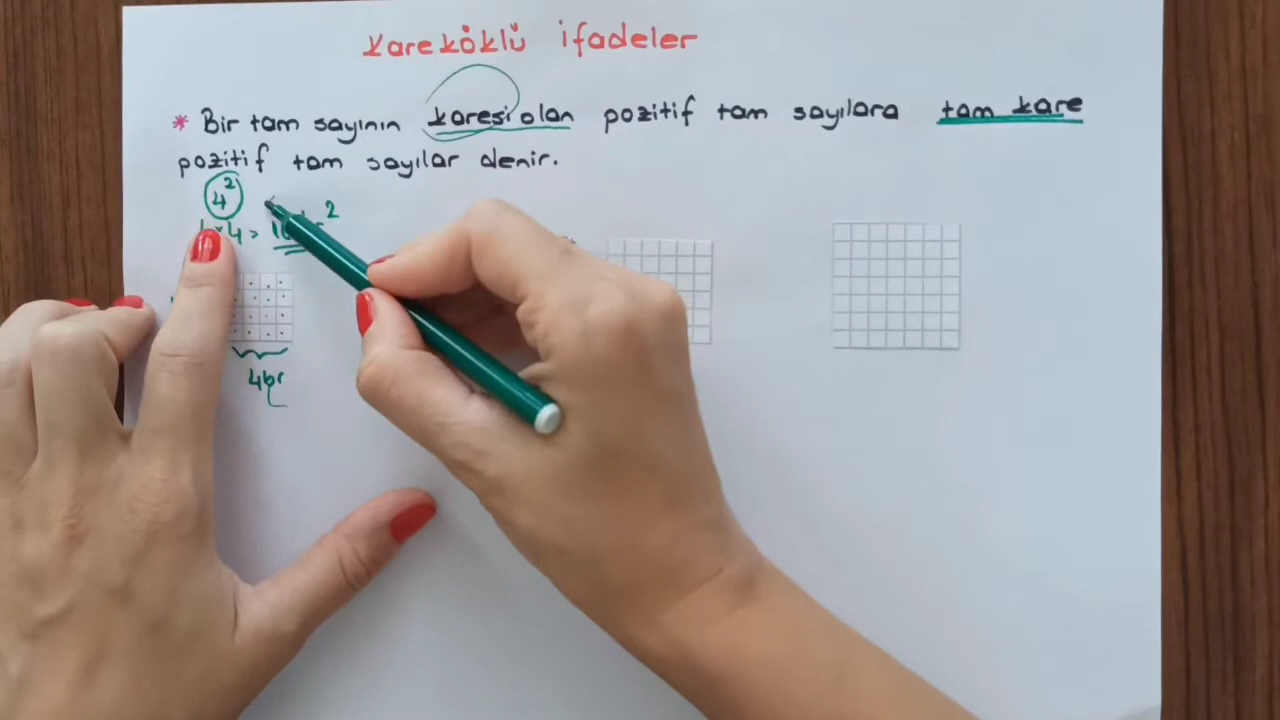 Kareköklü ifadeler
* Bir tam sayının karesi olan pozitif tam sayılara tam kare
pozitif tam sayılar denir.
4²
4br